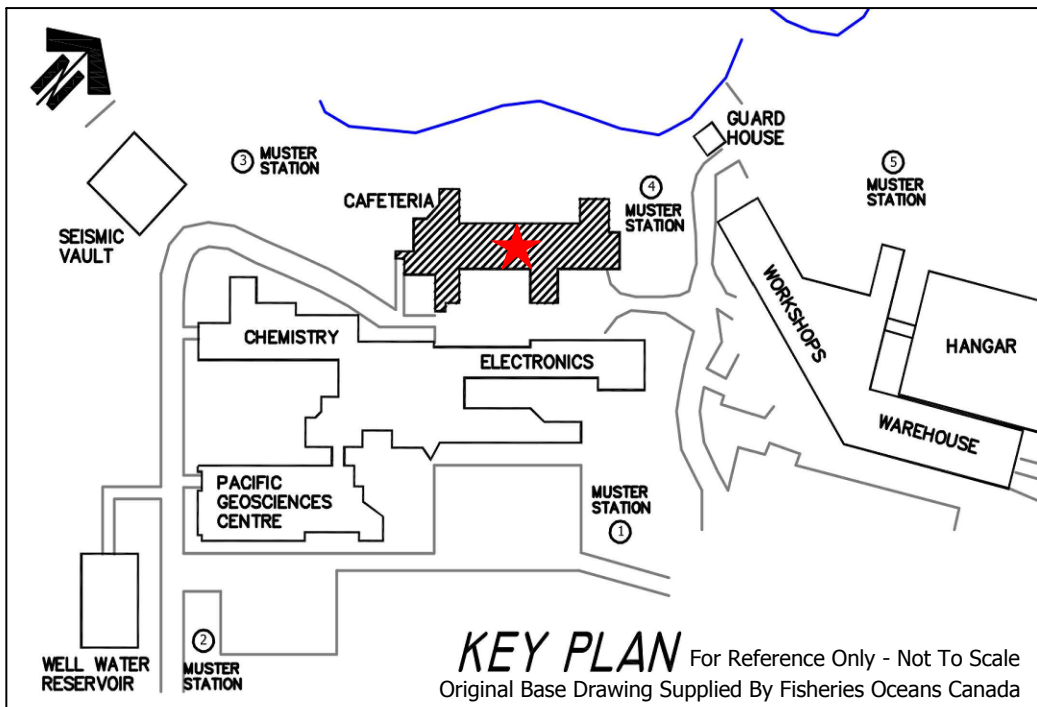 N
GUARD
HOUSE
3
MUSTER
STATION
5
MUSTER
STATION
CAFETERIA
4
MUSTER
STATION
SEISMIC
VAULT
WORKSHOPS
CHEMISTRY
ELECTRONICS
HANGAR
WAREHOUSE
PACIFIC
GEOSCIENCES
CENTRE
MUSTER
STATION
1
2
MUSTER
STATION
WELL WATER
RESERVOIR
KEY PLAN For Reference Only - Not To Scale
Original Base Drawing Supplied By Fisheries Oceans Canada